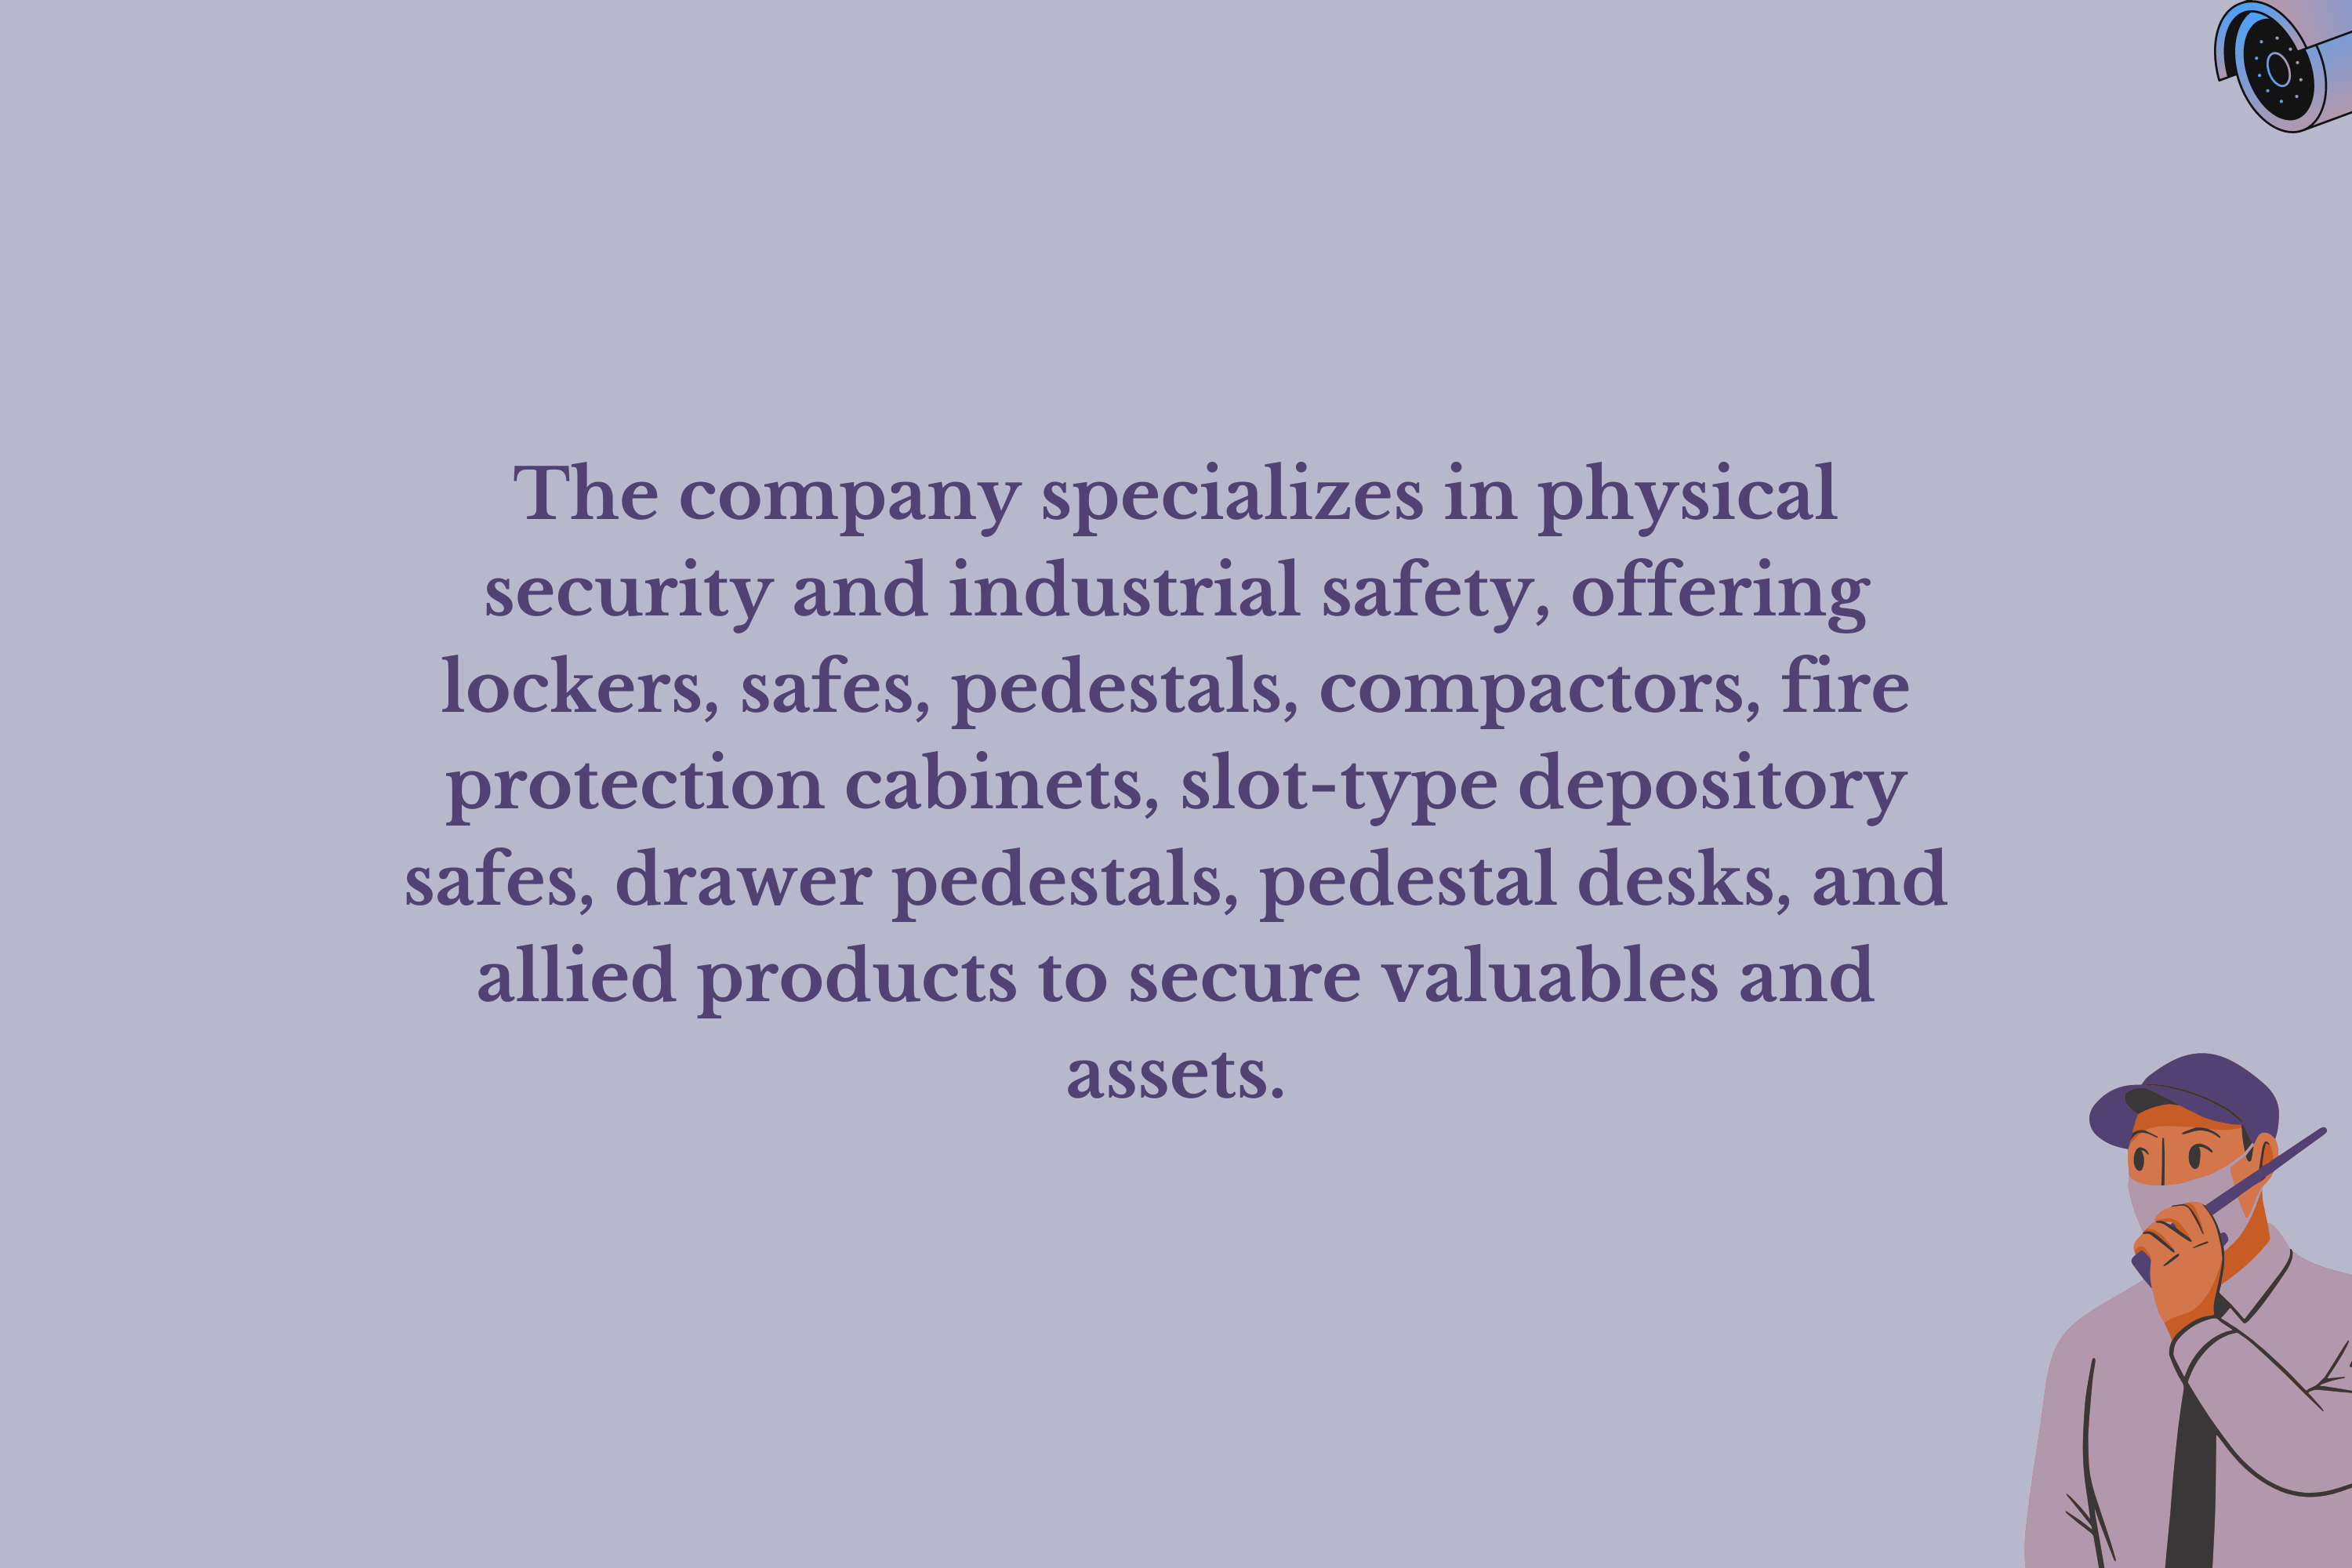 The company specializes in physical
security and industrial safety, offering
lockers, safes, pedestals, compactors, fire
protection cabinets, slot-type depository
safes, drawer pedestals, pedestal desks, and
allied products to secure valuables and
assets.